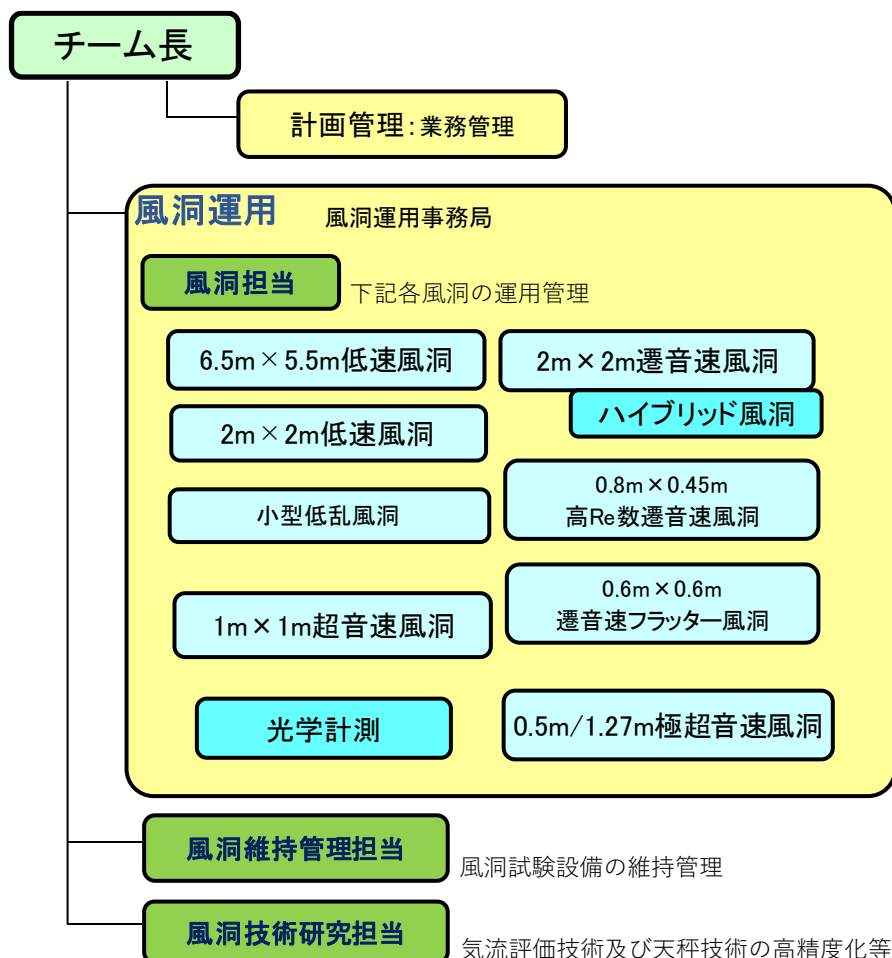 チーム長
計画管理：業務管理
風洞運用　風洞運用事務局
風洞担当　下記各風洞の運用管理
6.5m×5.5m低速風洞
2m×2m遷音速風洞
ハイブリッド風洞
2m×2m低速風洞
小型低乱風洞
0.8m×0.45m
高Re数遷音速風洞
1m×1m超音速風洞
0.6m×0.6m
遷音速フラッター風洞
光学計測
0.5m/1.27m極超音速風洞
風洞維持管理担当　風洞試験設備の維持管理
風洞技術研究担当　気流評価技術及び天秤技術の高精度化等